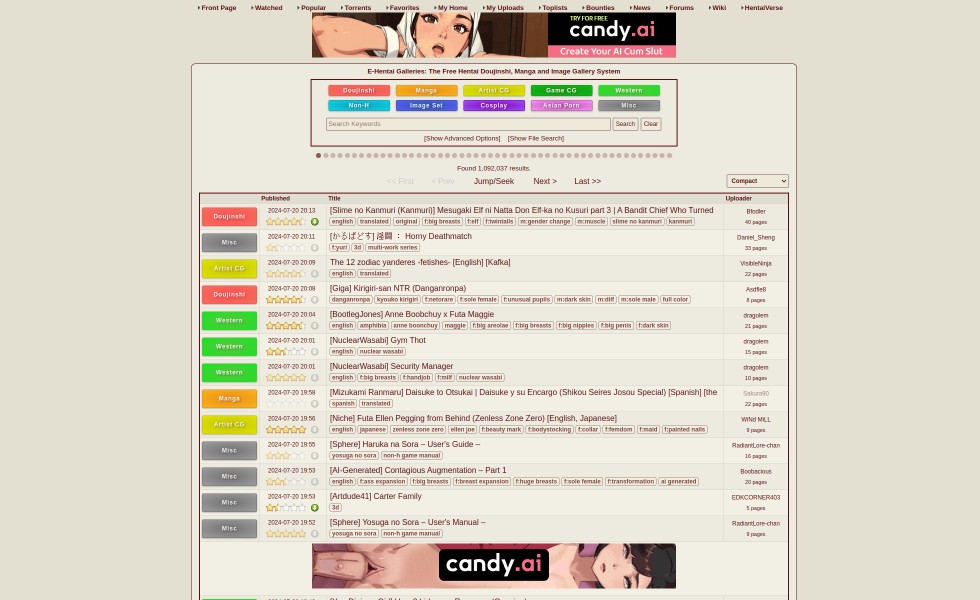 Front Page Watched Popular Torrents Favorites My Home My Uploads Toplists Bounties News Forums Wiki HentaiVerse
TRY FOR FREE
candy.ai
Create Your AI Cum Slut
E-Hentai Galleries: The Free Hentai Doujinshi, Manga and Image Gallery System
Doujinshi Manga Artist CG Game CG Western
Non-H Image Set Cosplay Asian Porn Misc
Search Keywords Search Clear
[Show Advanced Options] [Show File Search]
Found 1,092,037 results.
<< First < Prev Jump/Seek Next > Last >> Compact
Published Title Uploader
Doujinshi 2024-07-20 20:13 [Slime no Kanmuri (Kanmuri)] Mesugaki Elf ni Natta Don Elf-ka no Kusuri part 3 | A Bandit Chief Who Turned Bfodler
english translated original f:big breasts f:elf f:twintails m:gender change m:muscle slime no kanmuri kanmuri 40 pages
Misc 2024-07-20 20:11 [かるばどす] 淫闘 ： Horny Deathmatch Daniel_Sheng
f:yuri 3d multi-work series 33 pages
Artist CG 2024-07-20 20:09 The 12 zodiac yanderes -fetishes- [English] [Kafka] VisibleNinja
english translated 22 pages
Doujinshi 2024-07-20 20:08 [Giga] Kirigiri-san NTR (Danganronpa) Asdfie8
danganronpa kyouko kirigiri f:netorare f:sole female f:unusual pupils m:dark skin m:dilf m:sole male full color 8 pages
Western 2024-07-20 20:04 [BootlegJones] Anne Boobchuy x Futa Maggie dragolem
english amphibia anne boonchuy maggie f:big areolae f:big breasts f:big nipples f:big penis f:dark skin 21 pages
Western 2024-07-20 20:01 [NuclearWasabi] Gym Thot dragolem
english nuclear wasabi 15 pages
Western 2024-07-20 20:01 [NuclearWasabi] Security Manager dragolem
english f:big breasts f:handjob f:milf nuclear wasabi 10 pages
Manga 2024-07-20 19:58 [Mizukami Ranmaru] Daisuke to Otsukai | Daisuke y su Encargo (Shikou Seires Josou Special) [Spanish] [the Sakura90
spanish translated 22 pages
Artist CG 2024-07-20 19:56 [Niche] Futa Ellen Pegging from Behind (Zenless Zone Zero) [English, Japanese] WiNd MiLL
english japanese zenless zone zero ellen joe f:beauty mark f:bodystocking f:collar f:femdom f:maid f:painted nails 9 pages
Misc 2024-07-20 19:55 [Sphere] Haruka na Sora – User's Guide – RadiantLore-chan
yosuga no sora non-h game manual 16 pages
Misc 2024-07-20 19:53 [AI-Generated] Contagious Augmentation – Part 1 Boobacious
english f:ass expansion f:big breasts f:breast expansion f:huge breasts f:sole female f:transformation ai generated 20 pages
Misc 2024-07-20 19:53 [Artdude41] Carter Family EDKCORNER403
3d 5 pages
Misc 2024-07-20 19:52 [Sphere] Yosuga no Sora – User's Manual – RadiantLore-chan
yosuga no sora non-h game manual 9 pages
candy.ai